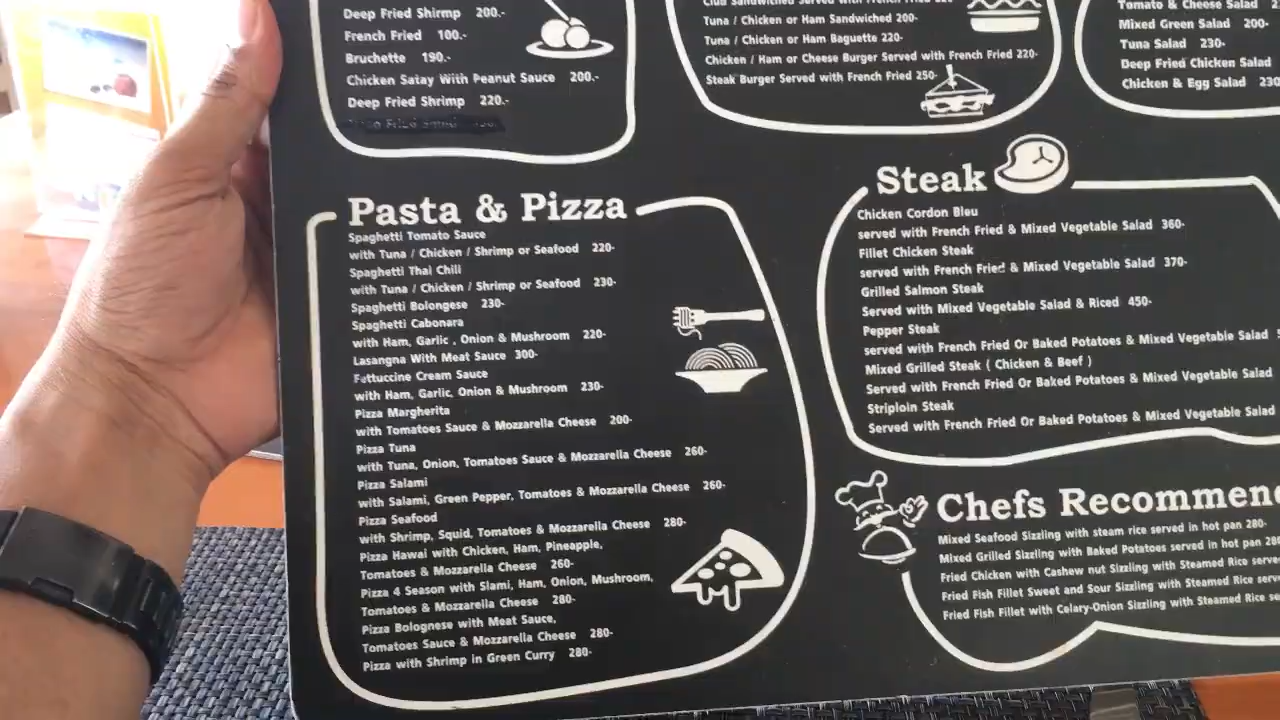 Deep Fried Shirmp 200.-
French Fried 100.-
Bruchette 190.-
Chicken Satay With Peanut Sauce 200.-
Deep Fried Shrimp 220.-
Club Sandwiched Served with French Fried 220-
Tuna / Chicken or Ham Sandwiched 200-
Tuna / Chicken or Ham Baguette 220-
Chicken / Ham or Cheese Burger Served with French Fried 220-
Steak Burger Served with French Fried 250-
Tomato & Cheese Salad
Mixed Green Salad 200-
Tuna Salad 230-
Deep Fried Chicken Salad
Chicken & Egg Salad 230
Pasta & Pizza
Spaghetti Tomato Sauce
with Tuna / Chicken / Shrimp or Seafood 220-
Spaghetti Thai Chill
with Tuna / Chicken / Shrimp or Seafood 230-
Spaghetti Bolongese 230-
Spaghetti Cabonara
with Ham, Garlic , Onion & Mushroom 220-
Lasangna With Meat Sauce 300-
Fettuccine Cream Sauce
with Ham, Garlic, Onion & Mushroom 230-
Pizza Margherita
with Tomatoes Sauce & Mozzarella Cheese 200-
Pizza Tuna
with Tuna, Onion, Tomatoes Sauce & Mozzarella Cheese 260-
Pizza Salami
with Salami, Green Pepper, Tomatoes & Mozzarella Cheese 260-
Pizza Seafood
with Shrimp, Squid, Tomatoes & Mozzarella Cheese 280-
Pizza Hawai with Chicken, Ham, Pineapple,
Tomatoes & Mozzarella Cheese 260-
Pizza 4 Season with Slami, Ham, Onion, Mushroom,
Tomatoes & Mozzarella Cheese 280-
Pizza Bolognese with Meat Sauce,
Tomatoes Sauce & Mozzarella Cheese 280-
Pizza with Shrimp in Green Curry 280-
Steak
Chicken Cordon Bleu
served with French Fried & Mixed Vegetable Salad 360-
Fillet Chicken Steak
served with French Fried & Mixed Vegetable Salad 370-
Grilled Salmon Steak
Served with Mixed Vegetable Salad & Riced 450-
Pepper Steak
served with French Fried Or Baked Potatoes & Mixed Vegetable Salad
Mixed Grilled Steak ( Chicken & Beef )
Served with French Fried Or Baked Potatoes & Mixed Vegetable Salad
Striploin Steak
Served with French Fried Or Baked Potatoes & Mixed Vegetable Salad
Chefs Recommen
Mixed Seafood Sizzling with steam rice served in hot pan 280-
Mixed Grilled Sizzling with Baked Potatoes served in hot pan 280
Fried Chicken with Cashew nut Sizzling with Steamed Rice serve
Fried Fish Fillet Sweet and Sour Sizzling with Steamed Rice ser
Fried Fish Fillet with Celary-Onion Sizzling with Steamed Rice se